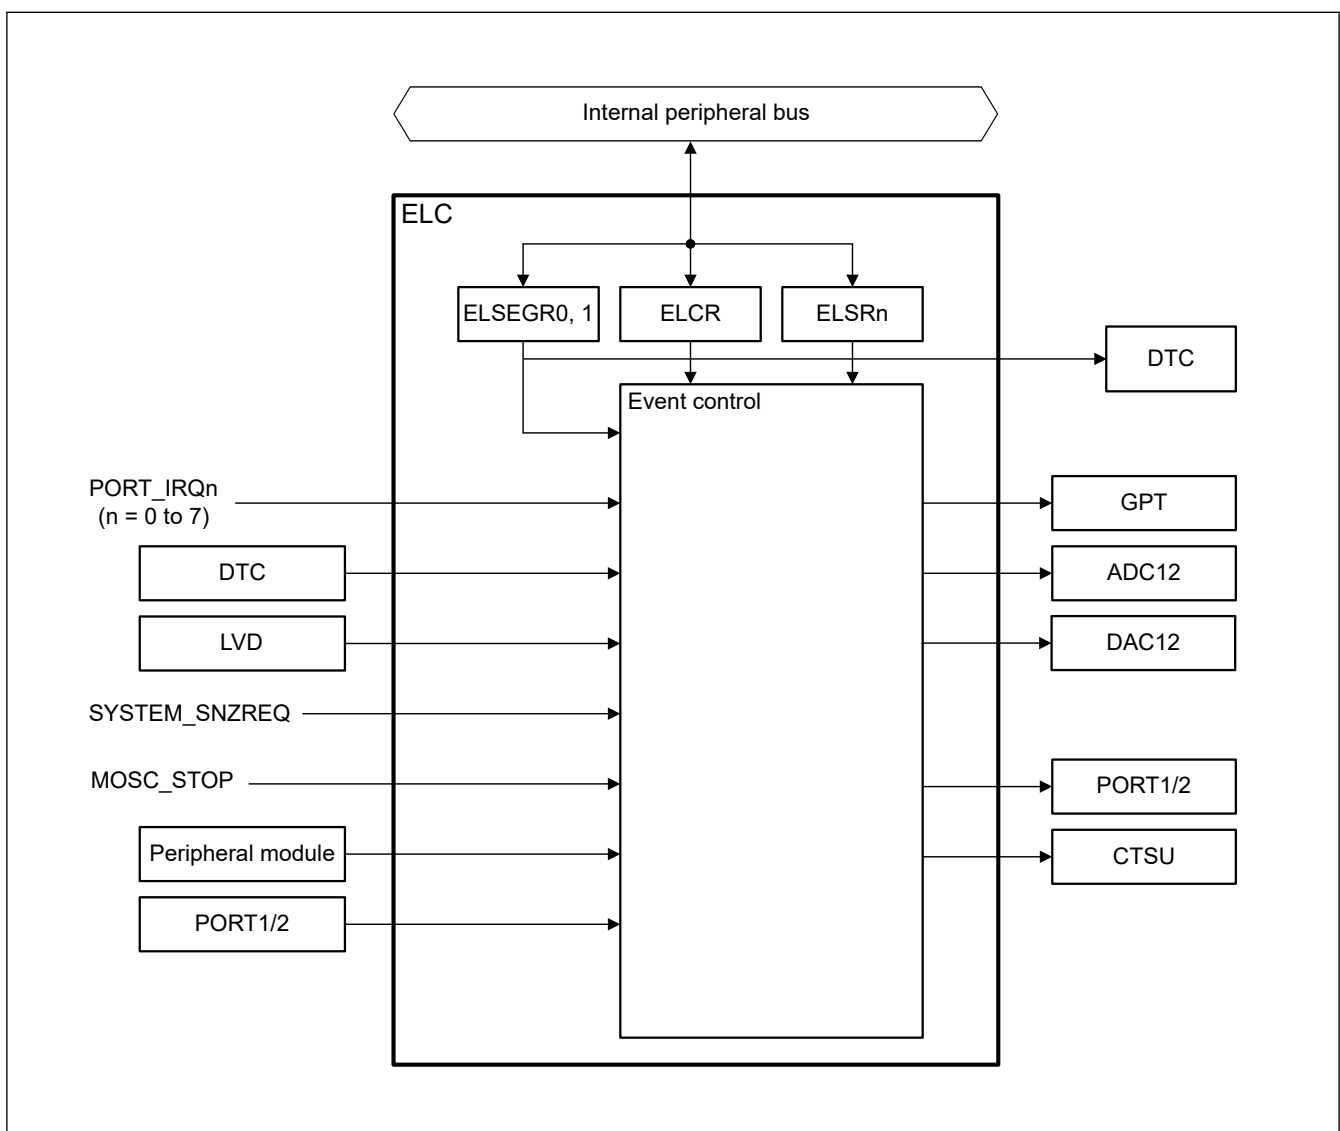 Internal peripheral bus
ELC
ELSEGR0, 1
ELCR
ELSRn
DTC
Event control
PORT_IRQn
(n = 0 to 7)
GPT
DTC
ADC12
LVD
DAC12
SYSTEM_SNZREQ
MOSC_STOP
PORT1/2
Peripheral module
CTSU
PORT1/2